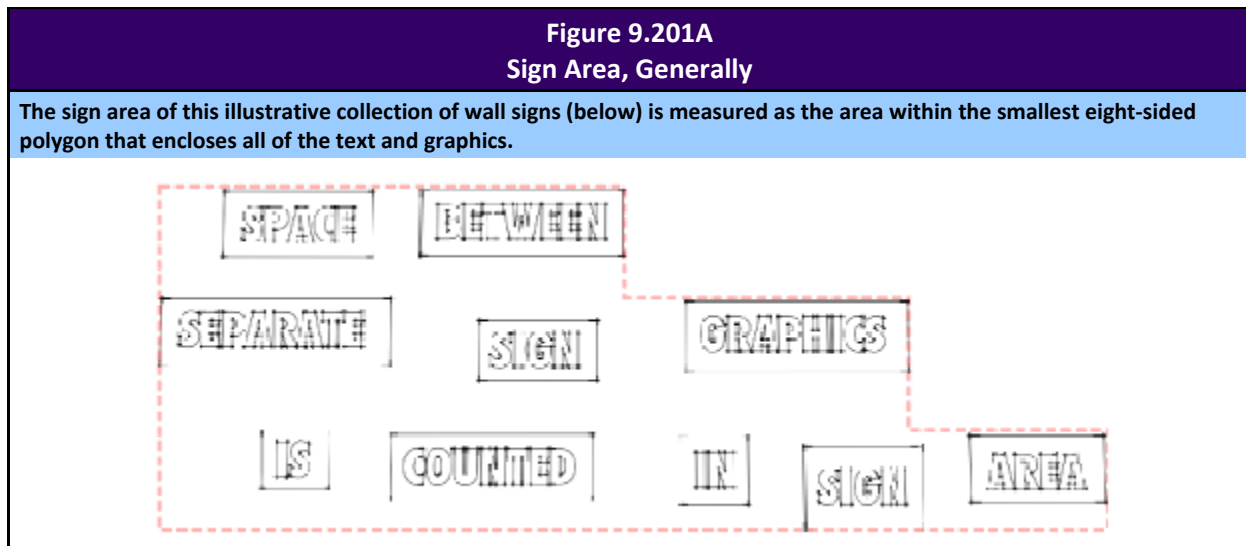 Figure 9.201A
Sign Area, Generally
The sign area of this illustrative collection of wall signs (below) is measured as the area within the smallest eight-sided
polygon that encloses all of the text and graphics.
SPACE BETWEEN
SEPARATE SIGN GRAPHICS
IS COUNTED IN SIGN AREA